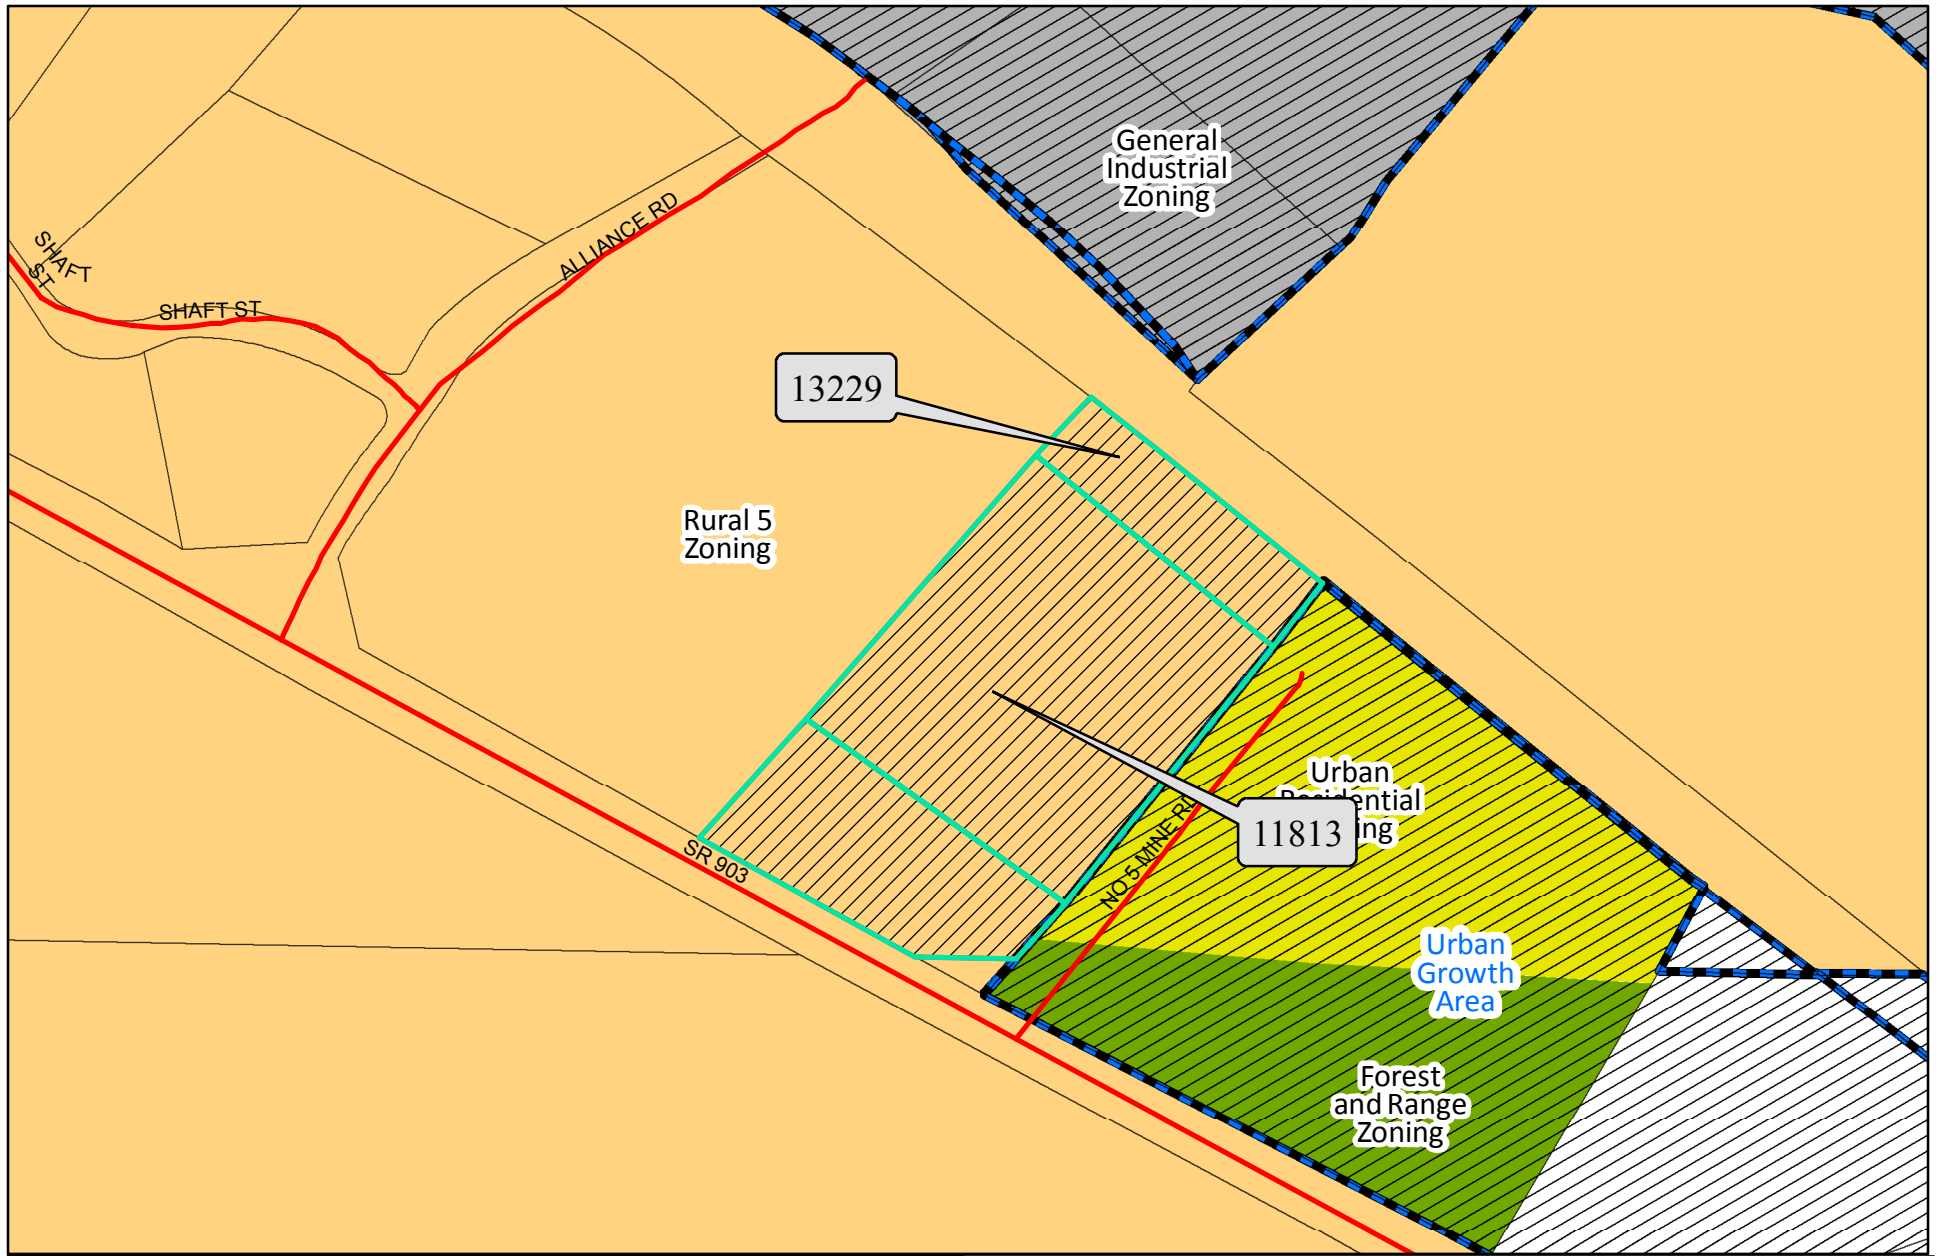 General
Industrial
Zoning
ALLIANCE RD
SHAFT
ST
SHAFT ST
13229
Rural 5
Zoning
Urban
11813
SR 903
NO 5 MINE RD
Urban
Growth
Area
Forest
and Range
Zoning